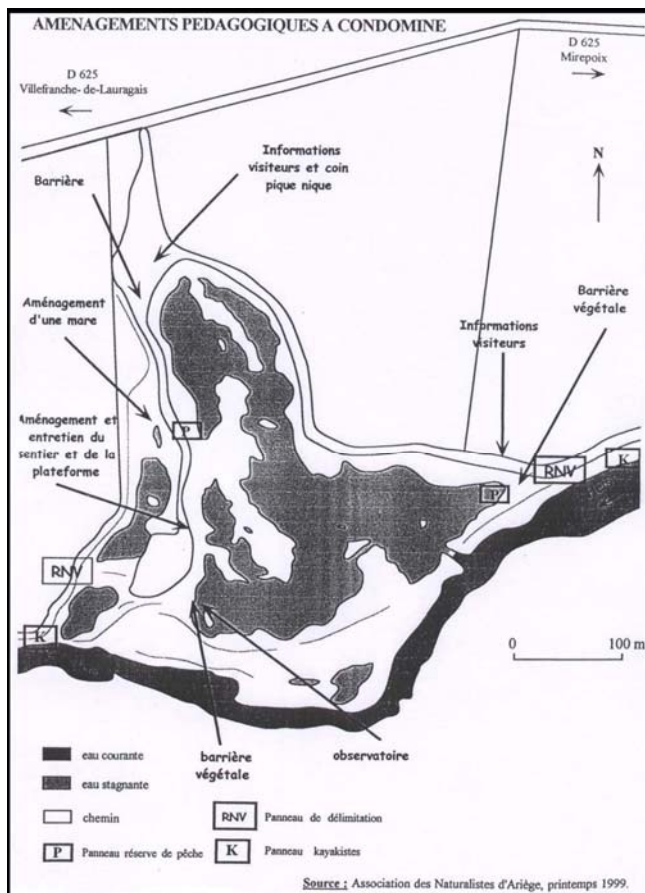 AMENAGEMENTS PEDAGOGIQUES A CONDOMINE
D 625
Villefranche- de-Lauragais
D 625
Mirepoix
Informations
visiteurs et coin
pique nique
Barrière
N
Aménagement
d'une mare
Barrière
végétale
Informations
visiteurs
Aménagement et
entretien du
sentier et de la
plateforme
P
RNV
K
P
RNV
K
0 100 m
barrière
végétale
observatoire
eau courante
eau stagnante
chemin
RNV Panneau de délimitation
P Panneau réserve de pêche
K Panneau kayakistes
Source : Association des Naturalistes d'Ariège, printemps 1999.